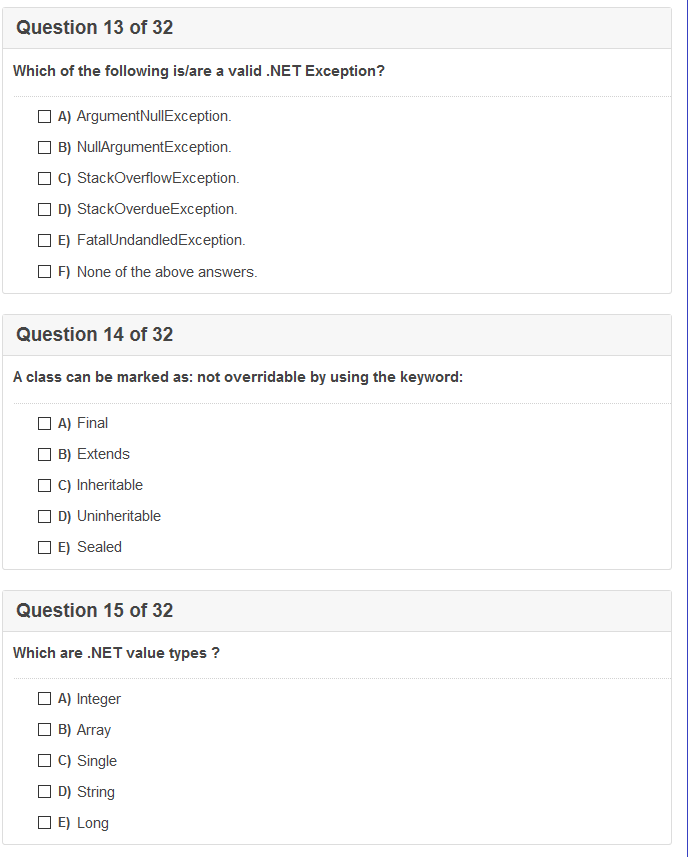 Question 13 of 32
Which of the following is/are a valid .NET Exception?
A) ArgumentNullException.
B) NullArgumentException.
C) StackOverflowException.
D) StackOverdueException.
E) FatalUndandledException.
F) None of the above answers.
Question 14 of 32
A class can be marked as: not overridable by using the keyword:
A) Final
B) Extends
C) Inheritable
D) Uninheritable
E) Sealed
Question 15 of 32
Which are .NET value types ?
A) Integer
B) Array
C) Single
D) String
E) Long